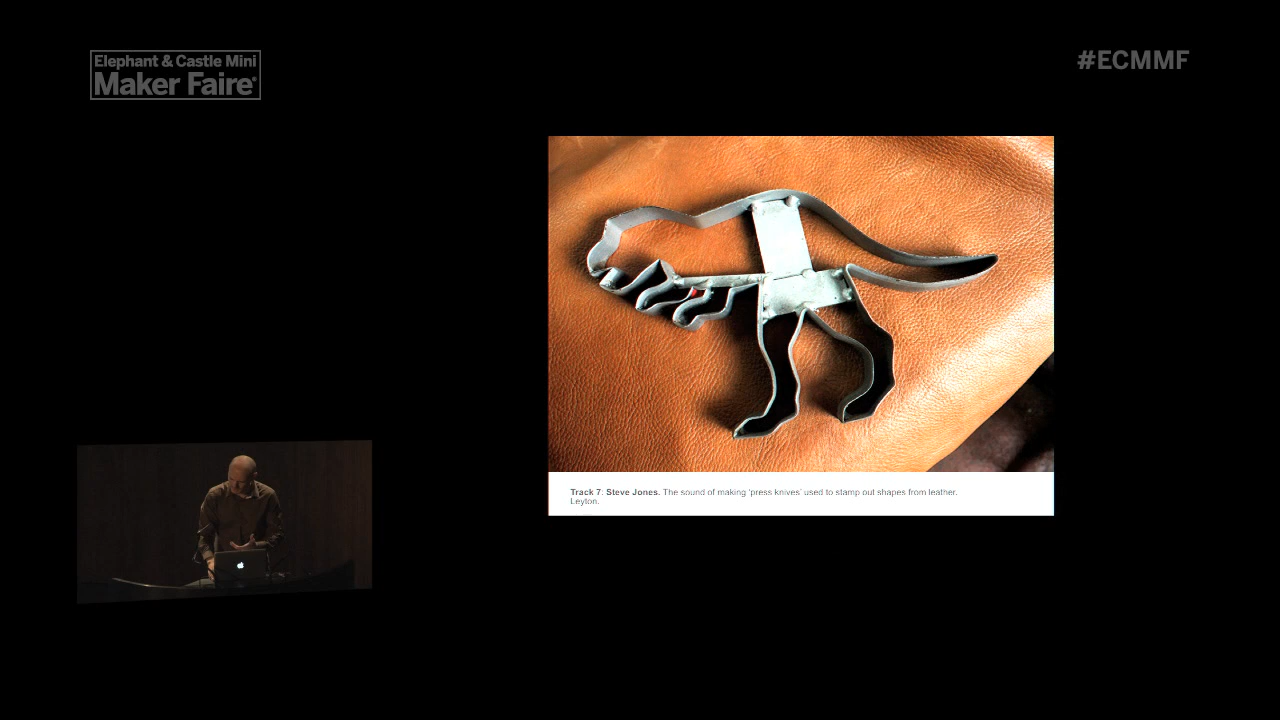 Elephant & Castle Mini
Maker Faire®
#ECMMF
Track 7: Steve Jones. The sound of making 'press knives' used to stamp out shapes from leather.
Leyton.